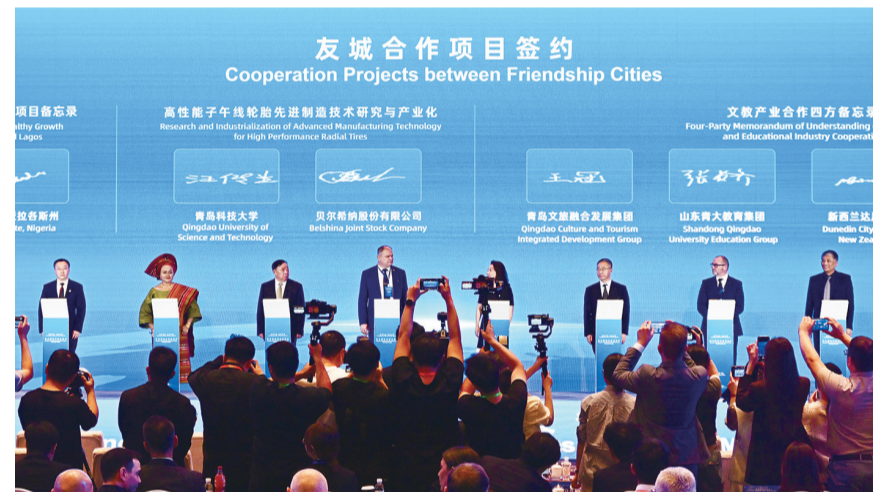 友城合作项目签约
Cooperation Projects between Friendship Cities
项目备忘录
althy Growth
Lagos
拉各斯州
te, Nigeria
高性能子午线轮胎先进制造技术研究与产业化
Research and Industrialization of Advanced Manufacturing Technology
for High Performance Radial Tires
青岛科技大学
Qingdao University of
Science and Technology
贝尔希纳股份有限公司
Belshina Joint Stock Company
文教产业合作四方备忘录
Four-Party Memorandum of Understanding
and Educational Industry Cooperati
王冠
青岛文旅融合发展集团
Qingdao Culture and Tourism
Integrated Development Group
山东青大教育集团
Shandong Qingdao
University Education Group
新西兰达
Dunedin City
New Zea